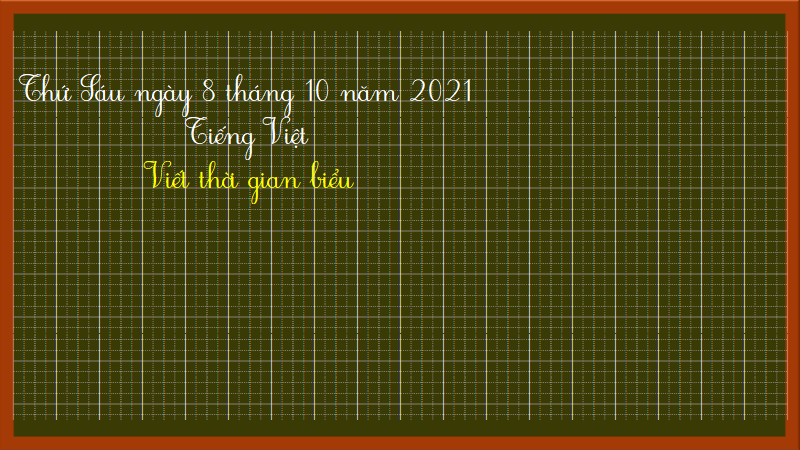 Thứ Sáu ngày 8 tháng 10 năm 2021
Tiếng Việt
Viết thời gian biểu